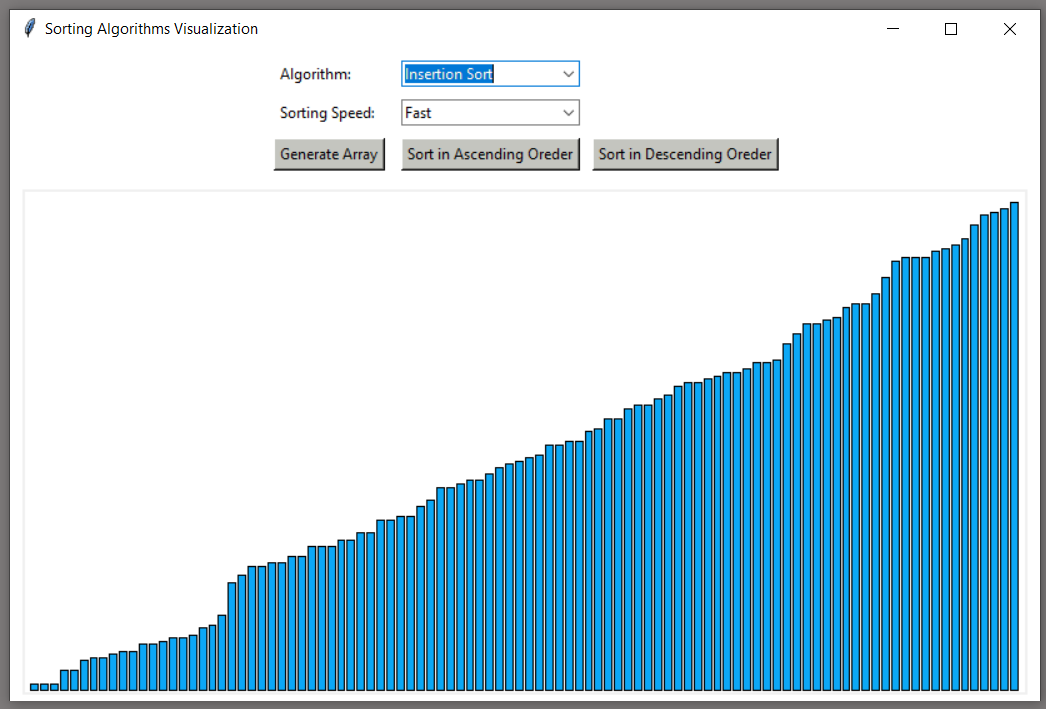 Sorting Algorithms Visualization
Algorithm: Insertion Sort
Sorting Speed: Fast
Generate Array Sort in Ascending Oreder Sort in Descending Oreder